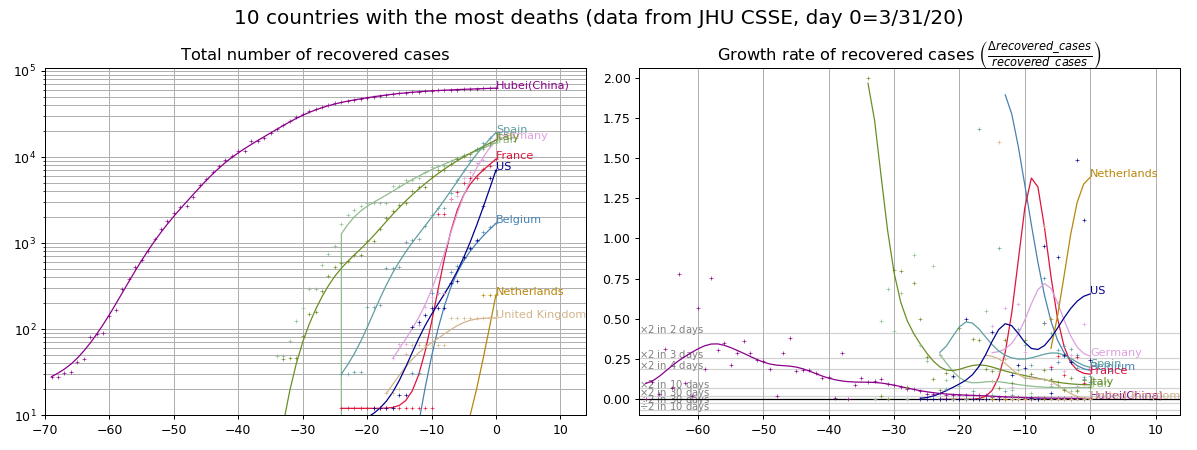 10 countries with the most deaths (data from JHU CSSE, day 0=3/31/20)
Total number of recovered cases
10⁵
10⁴
10³
10²
10¹
−70 −60 −50 −40 −30 −20 −10 0 10
Hubei(China)
Spain
Italy
Germany
France
US
Belgium
Netherlands
United Kingdom
Growth rate of recovered cases (Δrecovered_cases / recovered_cases)
2.00
1.75
1.50
1.25
1.00
0.75
0.50
0.25
0.00
−60 −50 −40 −30 −20 −10 0 10
×2 in 2 days
×2 in 3 days
×2 in 4 days
×2 in 10 days
÷2 in 10 days
Netherlands
US
Germany
Spain
Belgium
France
Italy
Hubei(China)